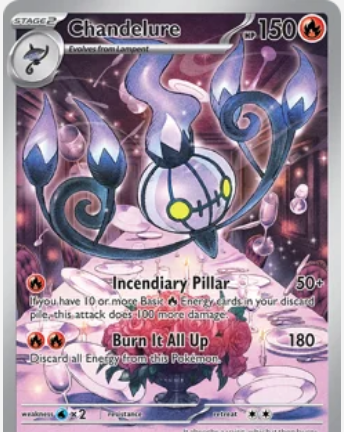 STAGE2 Chandelure HP150
Evolves from Lampent
Incendiary Pillar 50+
If you have 10 or more Basic Energy cards in your discard
pile, this attack does 100 more damage.
Burn It All Up 180
Discard all Energy from this Pokémon.
weakness ×2 resistance retreat